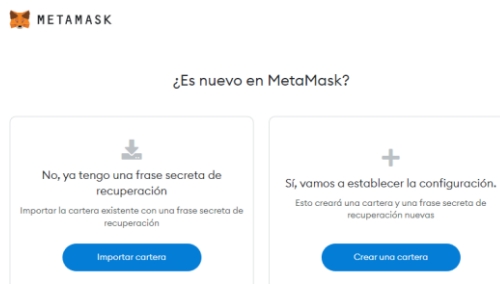 METAMASK
¿Es nuevo en MetaMask?
No, ya tengo una frase secreta de
recuperación
Importar la cartera existente con una frase secreta de
recuperación
Importar cartera
Sí, vamos a establecer la configuración.
Esto creará una cartera y una frase secreta de
recuperación nuevas
Crear una cartera